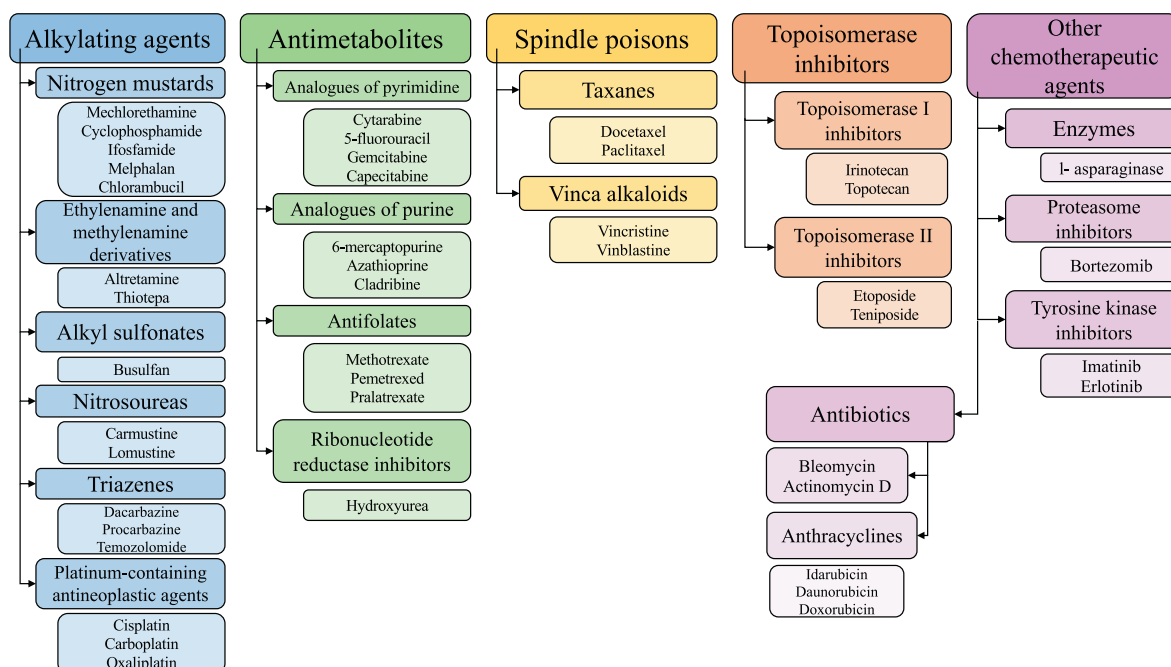 Alkylating agents
Nitrogen mustards
Mechlorethamine
Cyclophosphamide
Ifosfamide
Melphalan
Chlorambucil
Ethylenamine and
methylenamine
derivatives
Altretamine
Thiotepa
Alkyl sulfonates
Busulfan
Nitrosoureas
Carmustine
Lomustine
Triazenes
Dacarbazine
Procarbazine
Temozolomide
Platinum-containing
antineoplastic agents
Cisplatin
Carboplatin
Oxaliplatin
Antimetabolites
Analogues of pyrimidine
Cytarabine
5-fluorouracil
Gemcitabine
Capecitabine
Analogues of purine
6-mercaptopurine
Azathioprine
Cladribine
Antifolates
Methotrexate
Pemetrexed
Pralatrexate
Ribonucleotide
reductase inhibitors
Hydroxyurea
Spindle poisons
Taxanes
Docetaxel
Paclitaxel
Vinca alkaloids
Vincristine
Vinblastine
Topoisomerase
inhibitors
Topoisomerase I
inhibitors
Irinotecan
Topotecan
Topoisomerase II
inhibitors
Etoposide
Teniposide
Other
chemotherapeutic
agents
Enzymes
l- asparaginase
Proteasome
inhibitors
Bortezomib
Tyrosine kinase
inhibitors
Imatinib
Erlotinib
Antibiotics
Bleomycin
Actinomycin D
Anthracyclines
Idarubicin
Daunorubicin
Doxorubicin